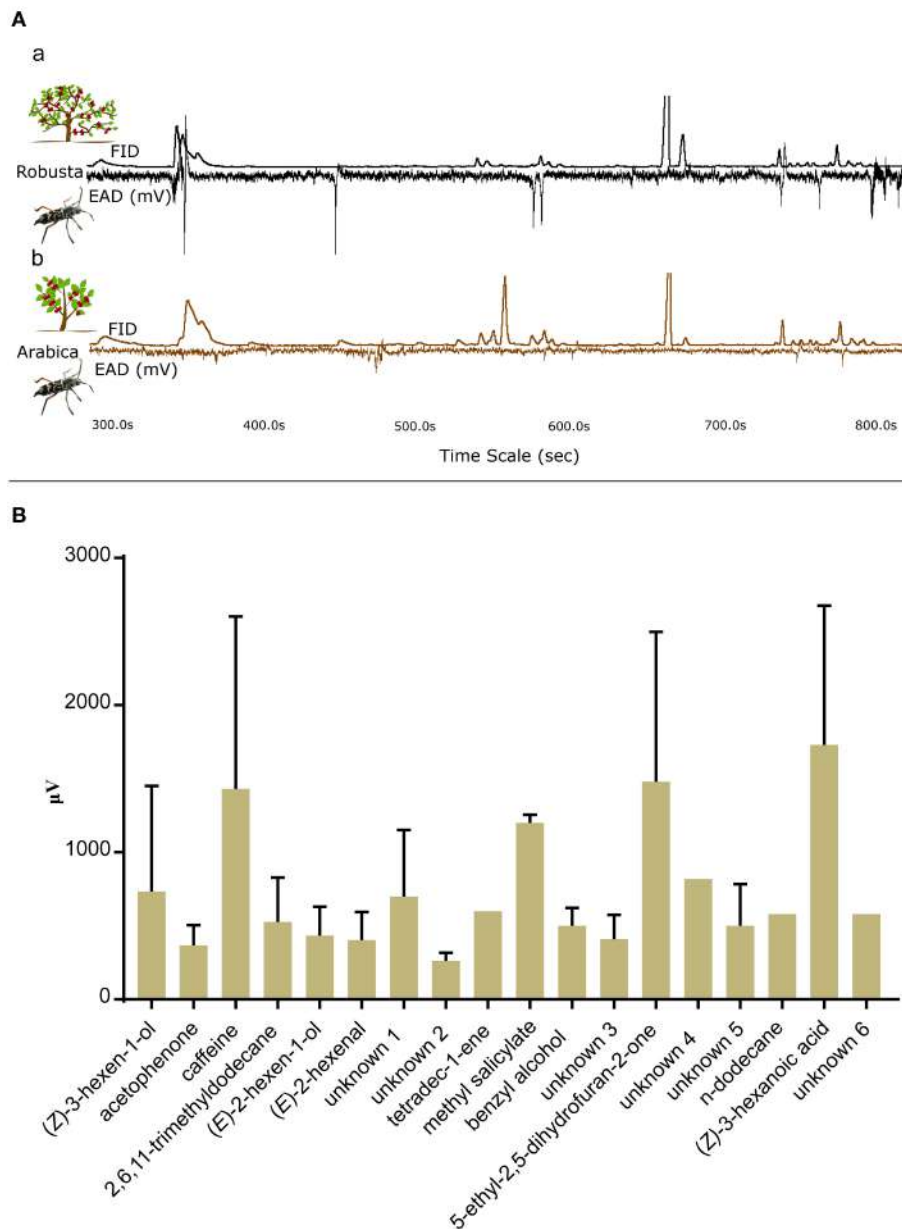 A
a
FID
Robusta
EAD (mV)
b
FID
Arabica
EAD (mV)
300.0s 400.0s 500.0s 600.0s 700.0s 800.0s
Time Scale (sec)
B
3000
2000
1000
0
µV
(Z)-3-hexen-1-ol
acetophenone
caffeine
2,6,11-trimethyldodecane
(E)-2-hexen-1-ol
(E)-2-hexenal
unknown 1
unknown 2
tetradec-1-ene
methyl salicylate
benzyl alcohol
unknown 3
5-ethyl-2,5-dihydrofuran-2-one
unknown 4
unknown 5
n-dodecane
(Z)-3-hexanoic acid
unknown 6